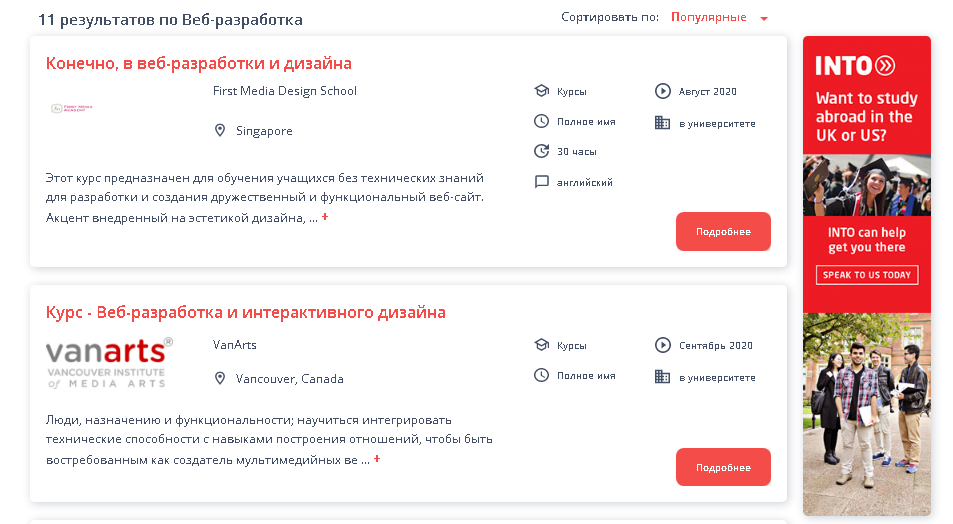 11 результатов по Веб-разработка
Сортировать по: Популярные
Конечно, в веб-разработки и дизайна
First Media Design School
Singapore
Курсы
Август 2020
Полное имя
в университете
30 часы
английский
Этот курс предназначен для обучения учащихся без технических знаний
для разработки и создания дружественный и функциональный веб-сайт.
Акцент внедренный на эстетикой дизайна, ... +
Подробнее
Курс - Веб-разработка и интерактивного дизайна
vanarts®
VANCOUVER INSTITUTE
of MEDIA ARTS
VanArts
Vancouver, Canada
Курсы
Сентябрь 2020
Полное имя
в университете
Люди, назначению и функциональности; научиться интегрировать
технические способности с навыками построения отношений, чтобы быть
востребованным как создатель мультимедийных ве ... +
Подробнее
INTO
Want to study
abroad in the
UK or US?
INTO can help
get you there
SPEAK TO US TODAY